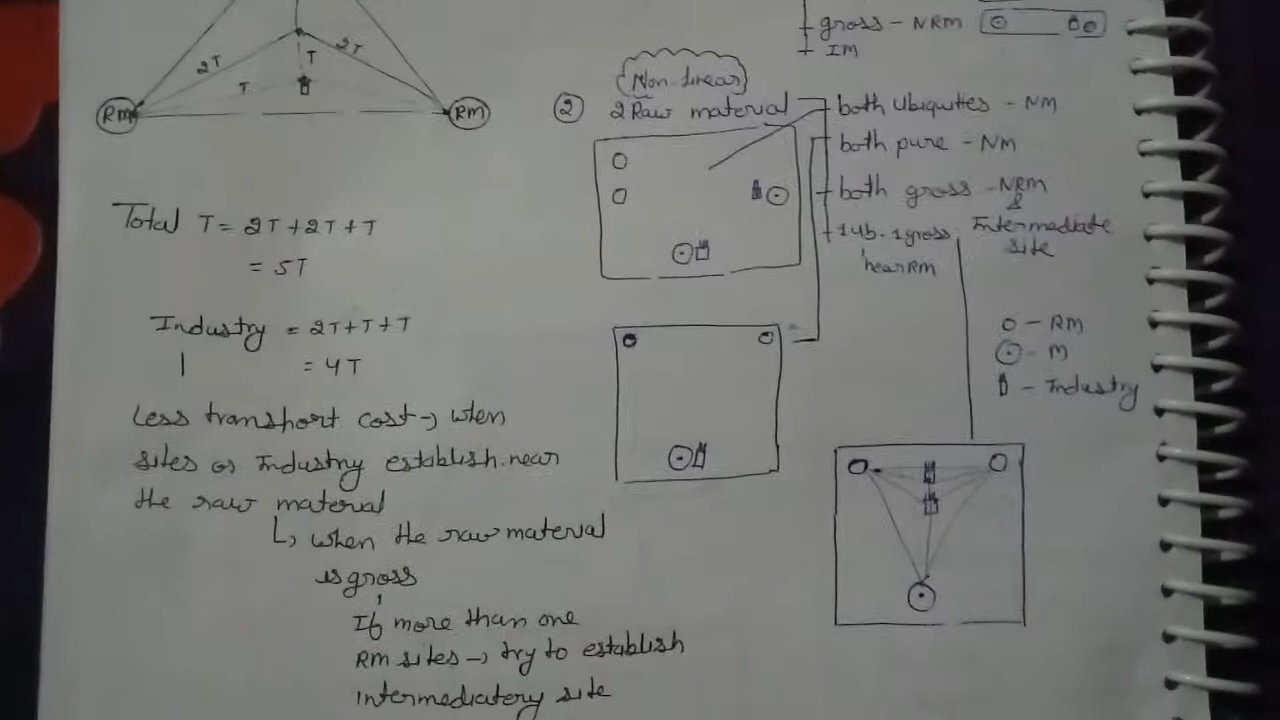 2T
2T
T
T
RM
RM
Total T = 2T + 2T + T
= 5T
Industry = 2T + T + T
= 4T
Less transport cost → when
sites of Industry establish near
the raw material
↳ when the raw material
is gross
If more than one
RM sites → try to establish
intermediatery site
gross - NRM
IM
Non-linear
② 2 Raw material
both Ubiquties - NM
both pure - NM
both gross - NRM
&
Intermediate
site
1 ub. 1 gross
near RM
O - RM
⊙ - M
- Industry